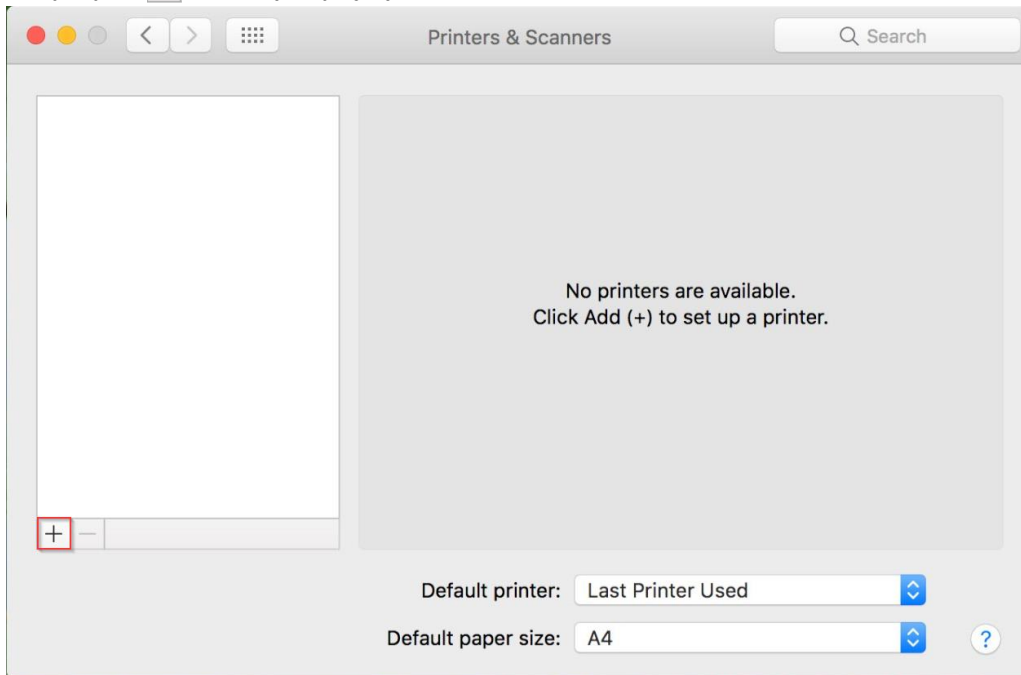 Printers & Scanners
Search
No printers are available.
Click Add (+) to set up a printer.
+ −
Default printer: Last Printer Used
Default paper size: A4
?